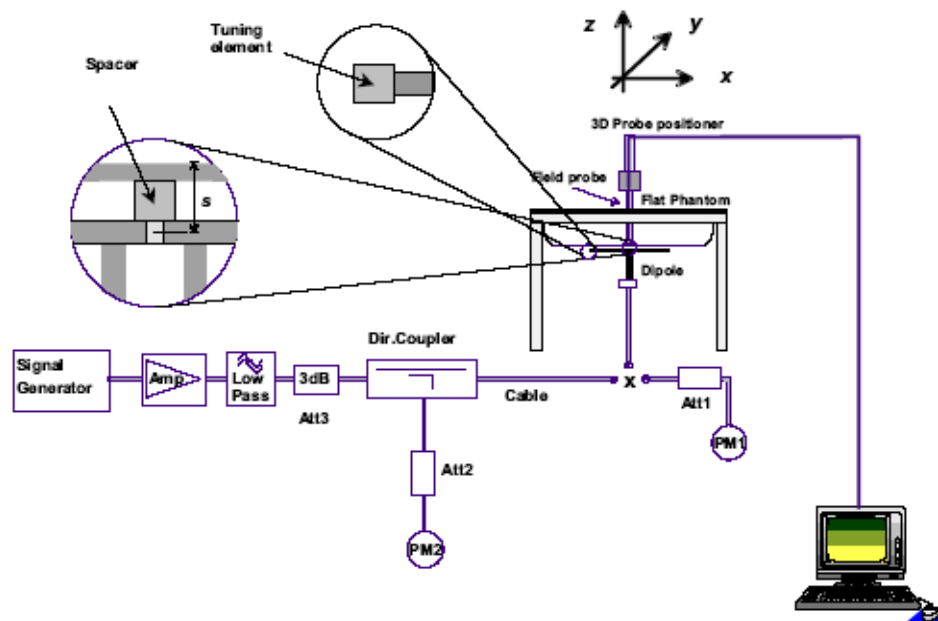 Tuning
element
Spacer
z
y
x
3D Probe positioner
Field probe
Flat Phantom
s
Dipole
Dir.Coupler
Signal
Generator
Amp
Low
Pass
3dB
Att3
Cable
x
Att1
PM1
Att2
PM2